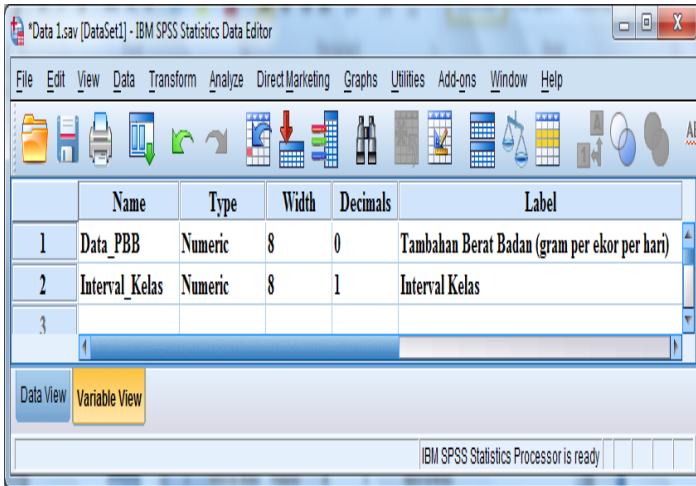 *Data 1.sav [DataSet1] - IBM SPSS Statistics Data Editor
File Edit View Data Transform Analyze Direct Marketing Graphs Utilities Add-ons Window Help
Name Type Width Decimals Label
1 Data_PBB Numeric 8 0 Tambahan Berat Badan (gram per ekor per hari)
2 Interval_Kelas Numeric 8 1 Interval Kelas
3
Data View Variable View
IBM SPSS Statistics Processor is ready